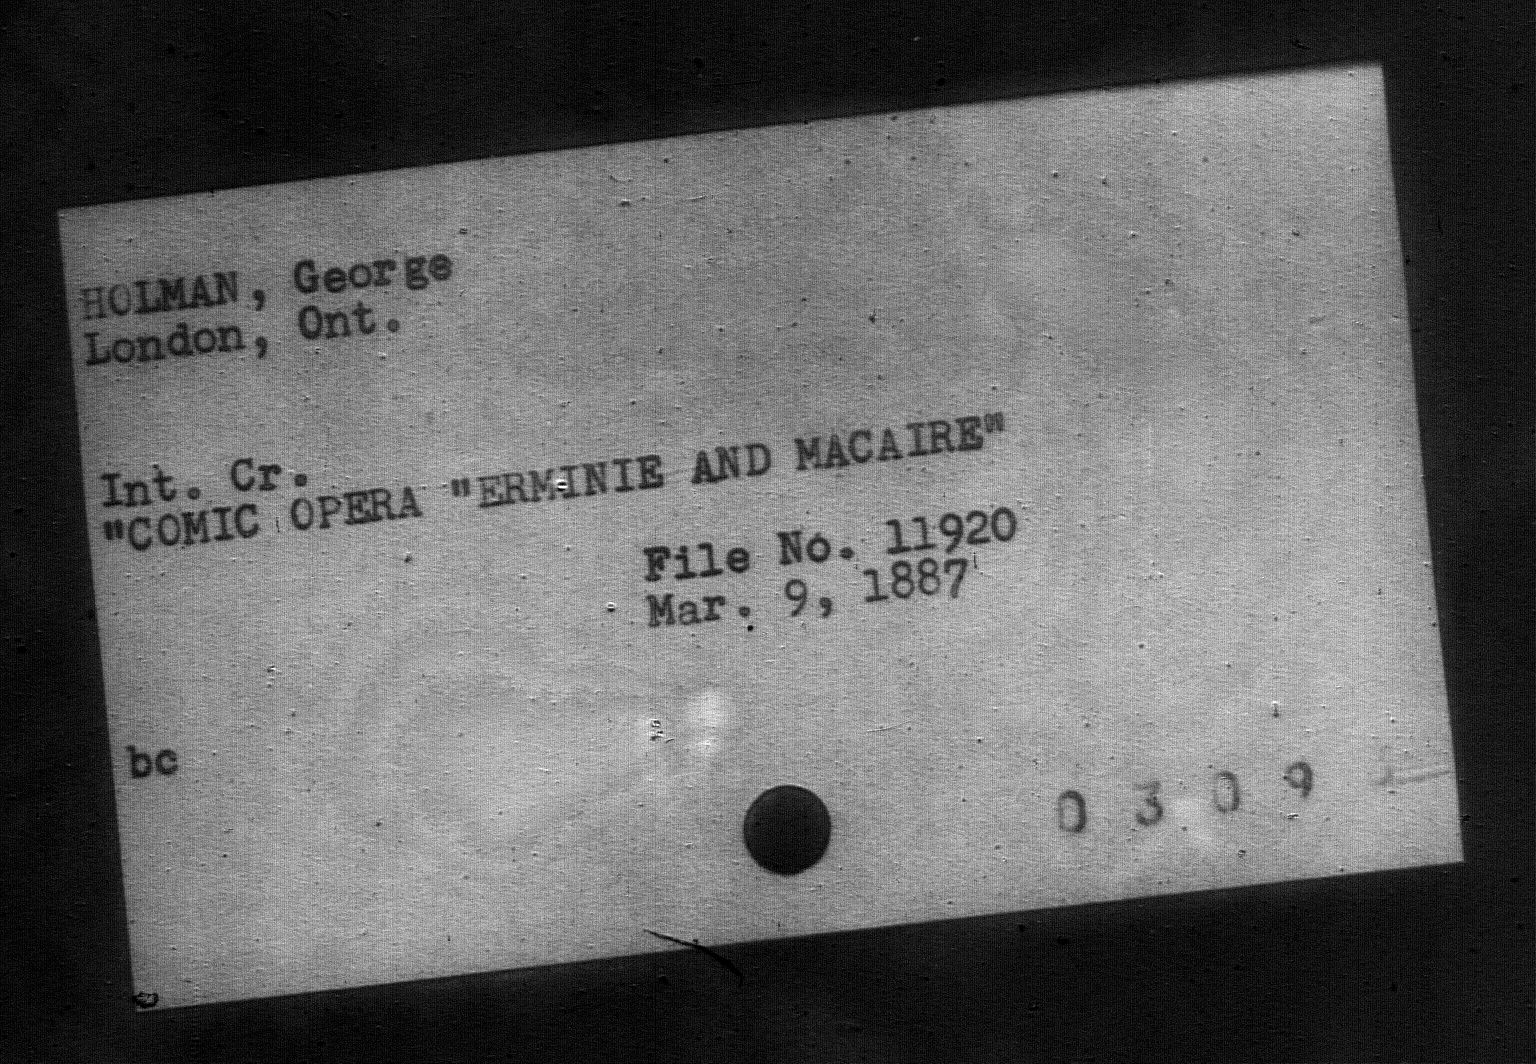 HOLMAN, George
London, Ont.
Int. Cr.
"COMIC OPERA "ERMINIE AND MACAIRE"
File No. 11920
Mar. 9, 1887
bc
0309